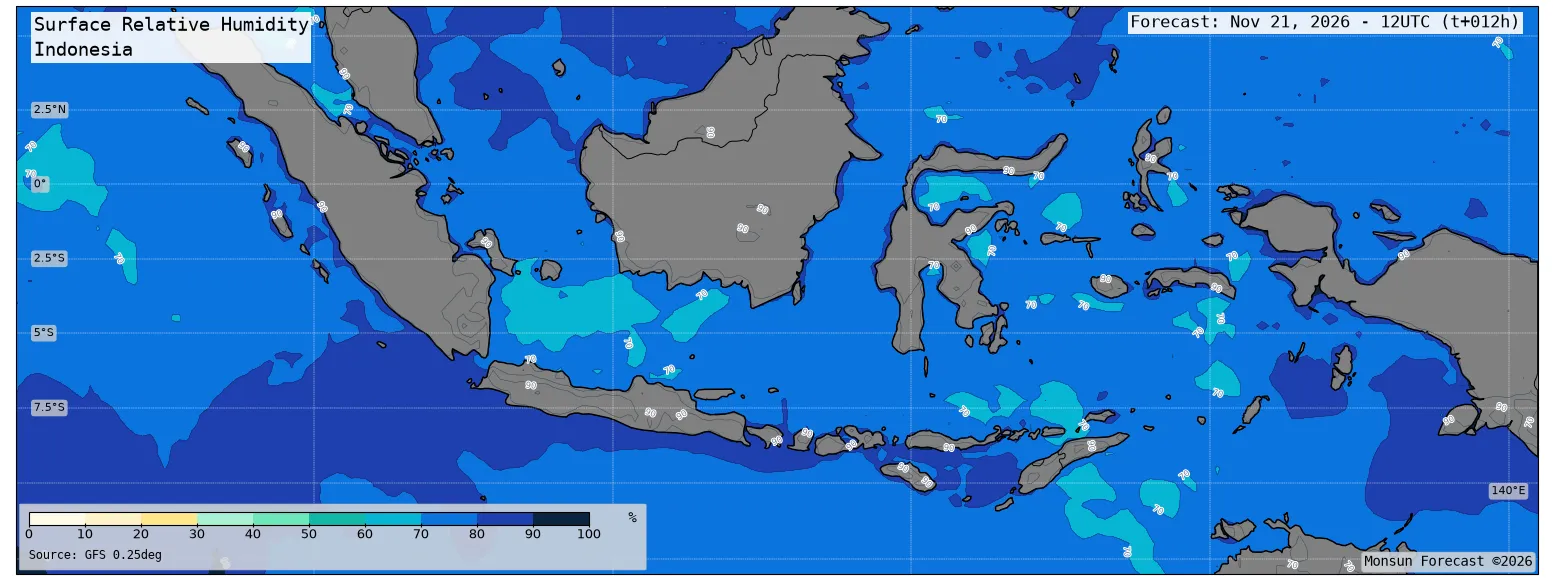 Surface Relative Humidity
Indonesia
Forecast: Nov 21, 2026 - 12UTC (t+012h)
2.5°N
0°
2.5°S
5°S
7.5°S
140°E
0 10 20 30 40 50 60 70 80 90 100
%
Source: GFS 0.25deg
Monsun Forecast ©2026